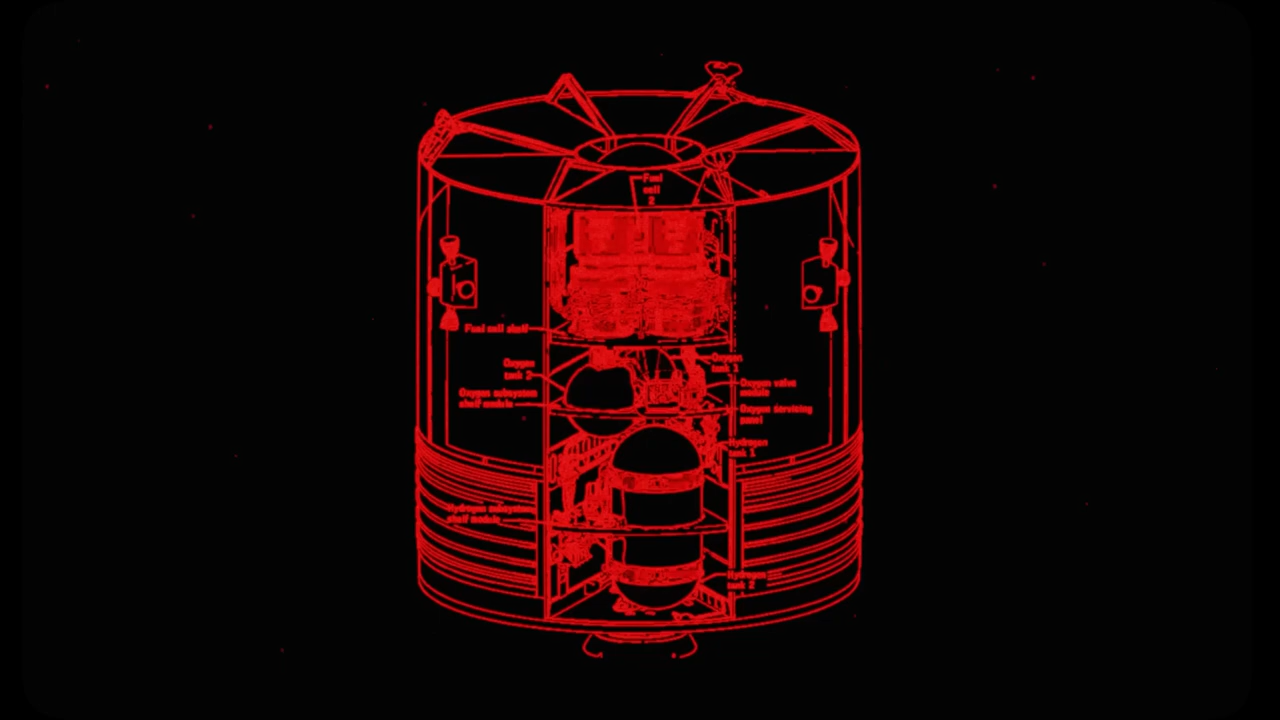 Fuel
cell
2
Fuel cell shelf
Oxygen
tank 2
Oxygen
tank 1
Oxygen subsystem
shelf module
Oxygen valve
module
Oxygen servicing
panel
Hydrogen
tank 1
Hydrogen subsystem
shelf module
Hydrogen
tank 2